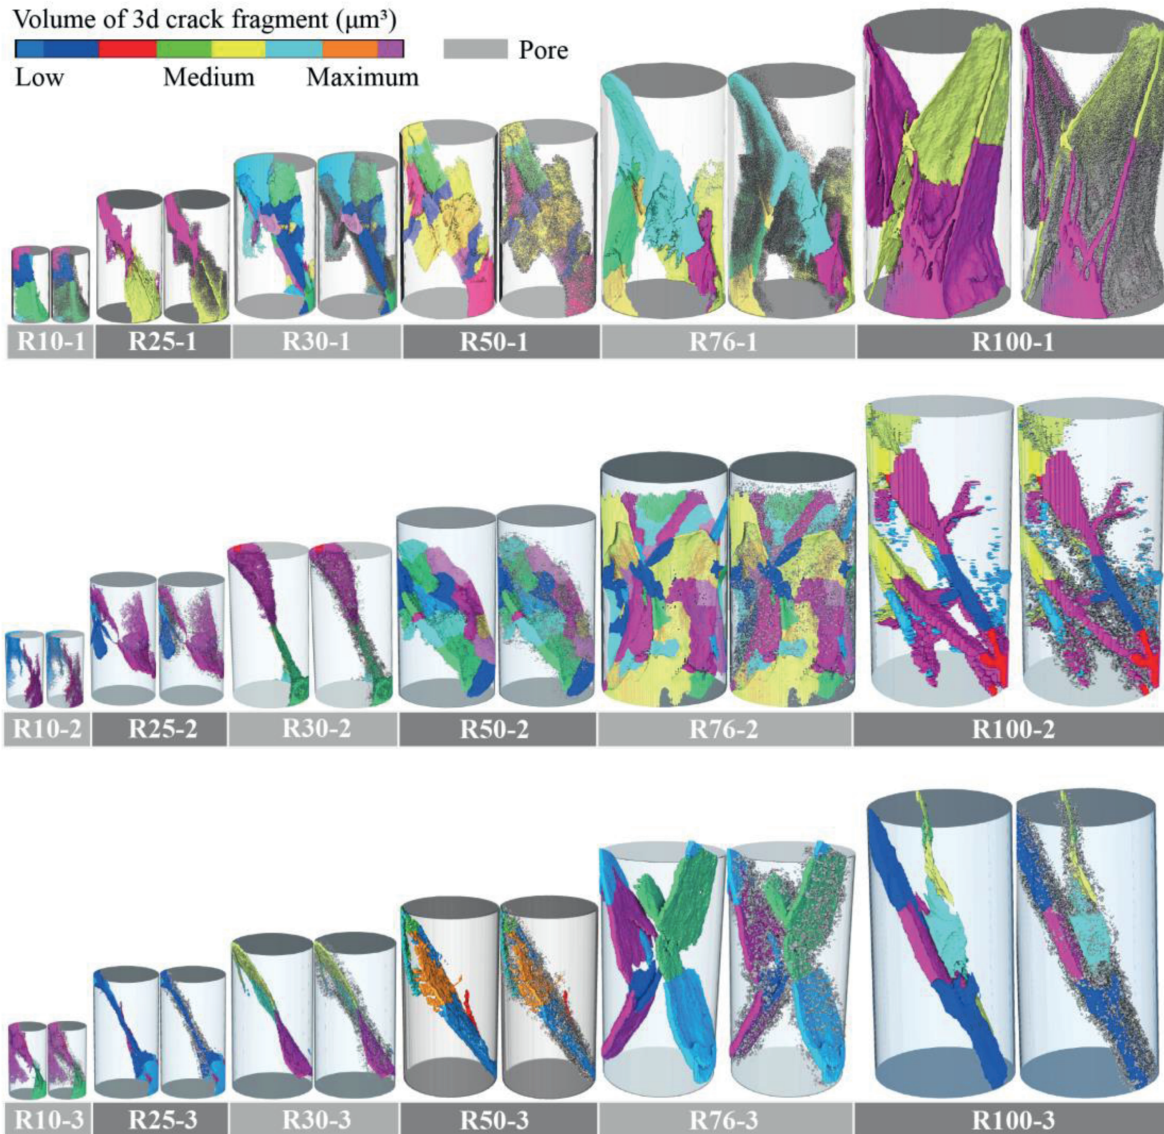 Volume of 3d crack fragment (μm³)
Low Medium Maximum Pore
R10-1 R25-1 R30-1 R50-1 R76-1 R100-1
R10-2 R25-2 R30-2 R50-2 R76-2 R100-2
R10-3 R25-3 R30-3 R50-3 R76-3 R100-3